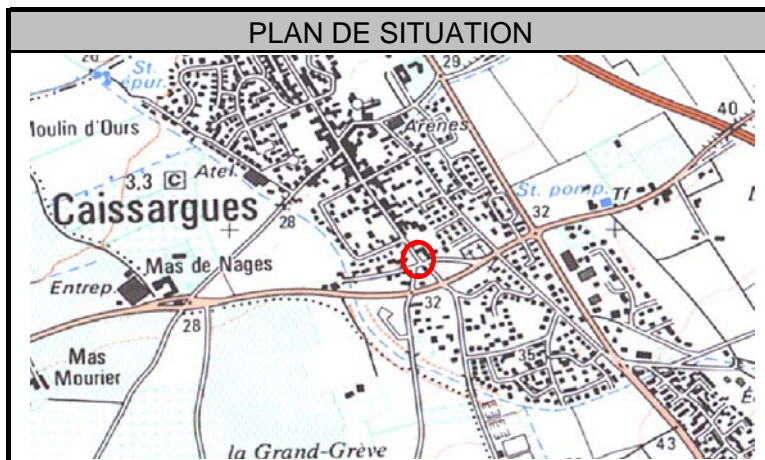 PLAN DE SITUATION
St.
épur.
29
40
Moulin d'Ours
Arènes
3.3 C
Atel.
St. pomp.
Tf
Caissargues
28
32
Mas de Nages
Entrep.
32
28
35
Mas
Mourier
43
la Grand-Grève